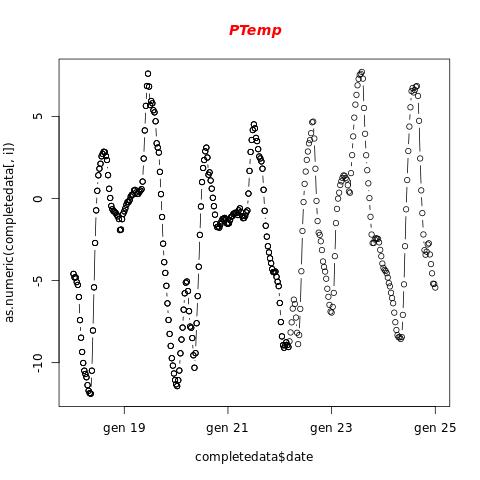 PTemp
as.numeric(completedata[, i])
5
0
-5
-10
gen 19
gen 21
gen 23
gen 25
completedata$date